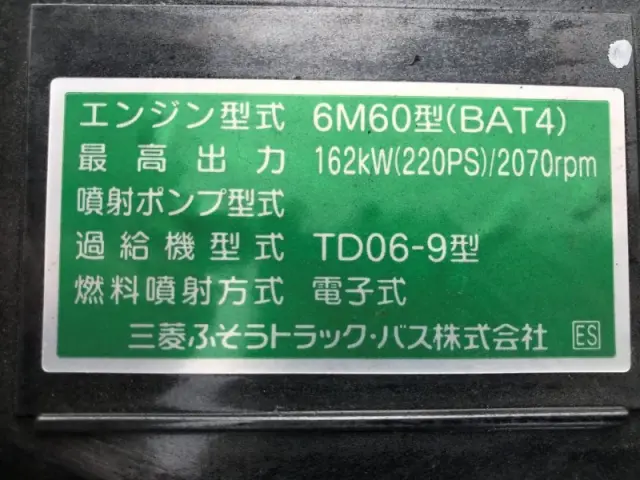 エンジン型式 6M60型(BAT4)
最高出力 162kW(220PS)/2070rpm
噴射ポンプ型式
過給機型式 TD06-9型
燃料噴射方式 電子式
三菱ふそうトラック・バス株式会社 ES